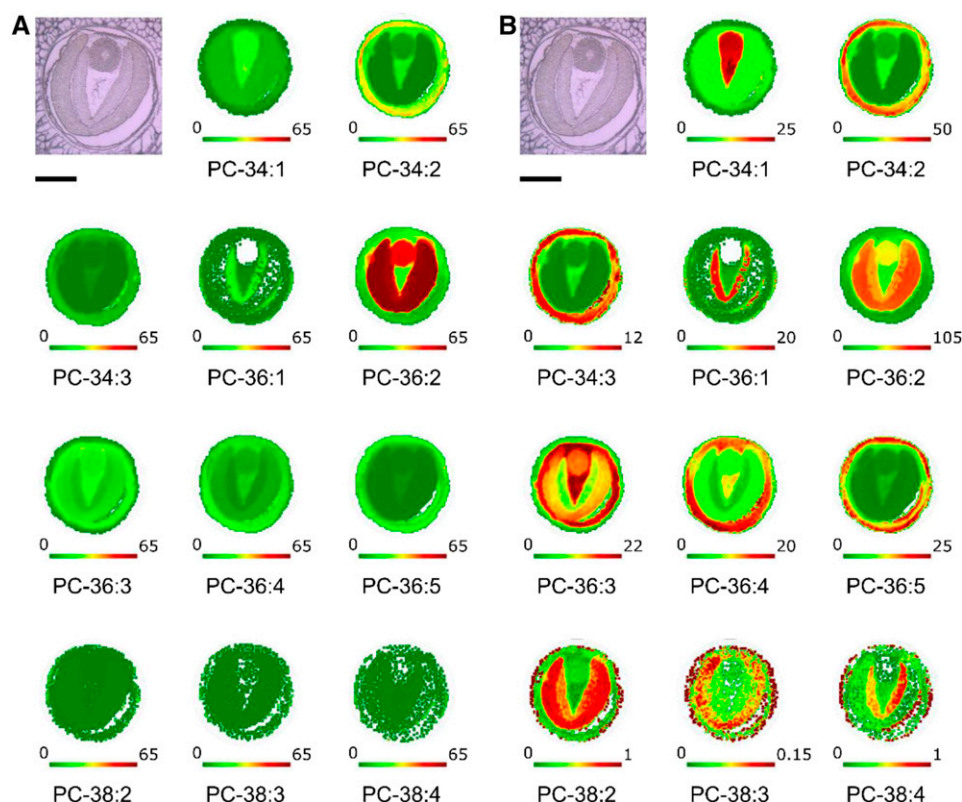 A
B
0 65
PC-34:1
0 65
PC-34:2
0 25
PC-34:1
0 50
PC-34:2
0 65
PC-34:3
0 65
PC-36:1
0 65
PC-36:2
0 12
PC-34:3
0 20
PC-36:1
0 105
PC-36:2
0 65
PC-36:3
0 65
PC-36:4
0 65
PC-36:5
0 22
PC-36:3
0 20
PC-36:4
0 25
PC-36:5
0 65
PC-38:2
0 65
PC-38:3
0 65
PC-38:4
0 1
PC-38:2
0 0.15
PC-38:3
0 1
PC-38:4